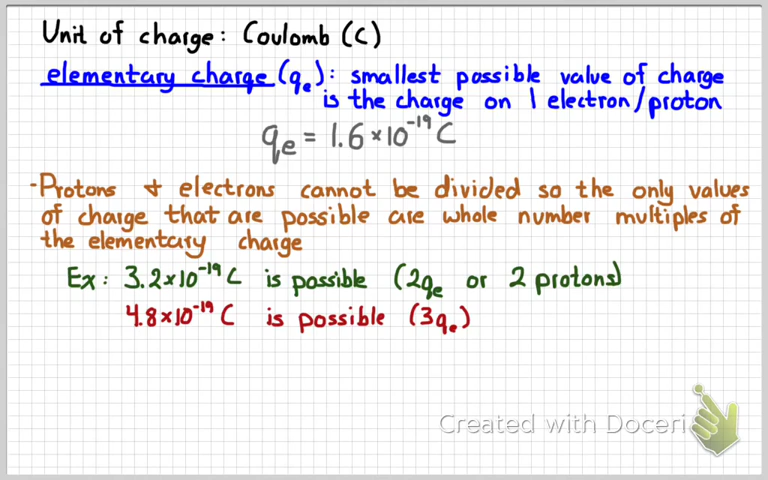 Unit of charge: Coulomb (C)
elementary charge (qe): smallest possible value of charge
is the charge on 1 electron/proton
qe = 1.6×10⁻¹⁹ C
·Protons + electrons cannot be divided so the only values
of charge that are possible are whole number multiples of
the elementary charge
Ex: 3.2×10⁻¹⁹ C is possible (2qe or 2 protons)
4.8×10⁻¹⁹ C is possible (3qe)
Created with Doceri